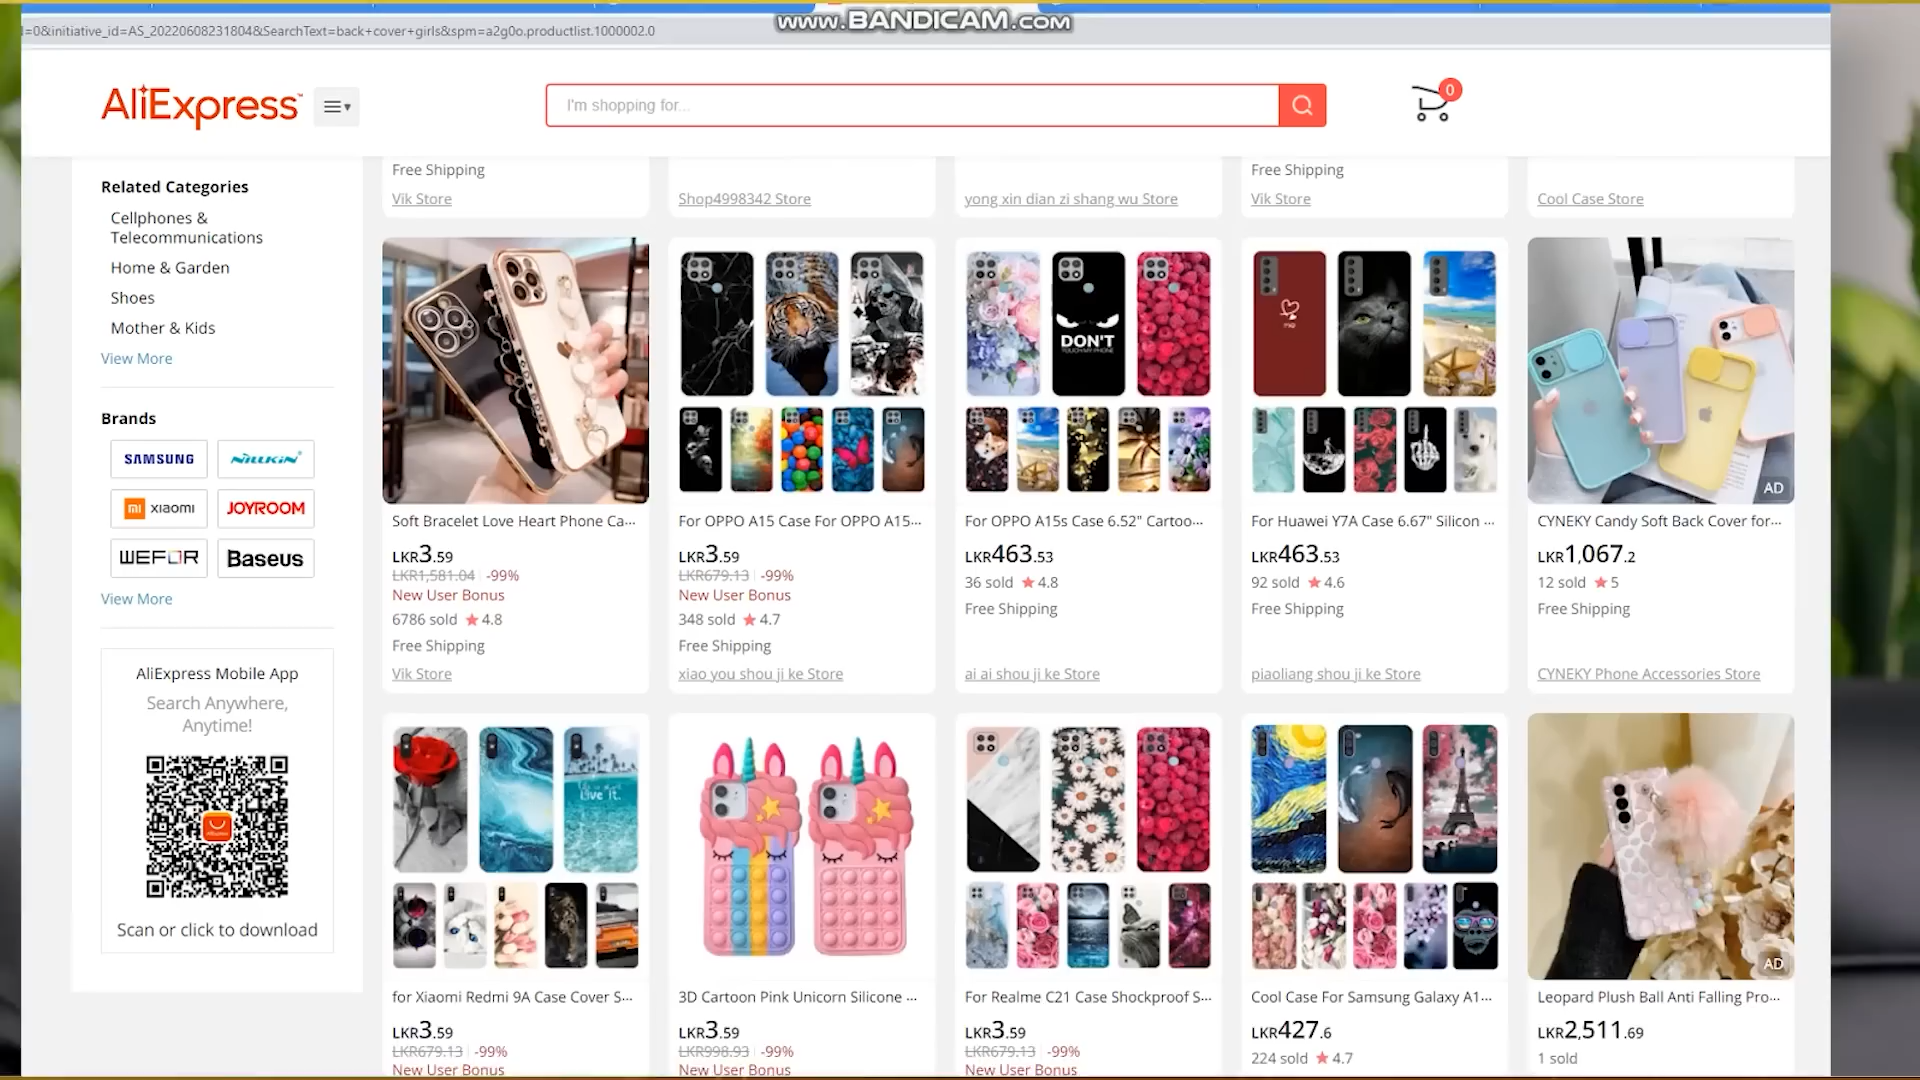 www.BANDICAM.com
=0&initiative_id=AS_20220608231804&SearchText=back+cover+girls&spm=a2g0o.productlist.1000002.0
AliExpress™
I'm shopping for...
0
Related Categories
Cellphones &
Telecommunications
Home & Garden
Shoes
Mother & Kids
View More
Brands
SAMSUNG
NILLKIN
mi xiaomi
JOYROOM
WEFOR
Baseus
View More
AliExpress Mobile App
Search Anywhere,
Anytime!
Scan or click to download
Free Shipping
Vik Store
Shop4998342 Store
yong xin dian zi shang wu Store
Free Shipping
Vik Store
Cool Case Store
Soft Bracelet Love Heart Phone Ca...
LKR3.59
LKR1,581.04 -99%
New User Bonus
6786 sold ★ 4.8
Free Shipping
Vik Store
For OPPO A15 Case For OPPO A15...
LKR3.59
LKR679.13 -99%
New User Bonus
348 sold ★ 4.7
Free Shipping
xiao you shou ji ke Store
DON'T
TOUCH MY PHONE
For OPPO A15s Case 6.52" Cartoo...
LKR463.53
36 sold ★ 4.8
Free Shipping
ai ai shou ji ke Store
me
For Huawei Y7A Case 6.67" Silicon ...
LKR463.53
92 sold ★ 4.6
Free Shipping
piaoliang shou ji ke Store
AD
CYNEKY Candy Soft Back Cover for...
LKR1,067.2
12 sold ★ 5
Free Shipping
CYNEKY Phone Accessories Store
Live it.
for Xiaomi Redmi 9A Case Cover S...
LKR3.59
LKR679.13 -99%
New User Bonus
3D Cartoon Pink Unicorn Silicone ...
LKR3.59
LKR998.93 -99%
New User Bonus
For Realme C21 Case Shockproof S...
LKR3.59
LKR679.13 -99%
New User Bonus
Cool Case For Samsung Galaxy A1...
LKR427.6
224 sold ★ 4.7
AD
Leopard Plush Ball Anti Falling Pro...
LKR2,511.69
1 sold